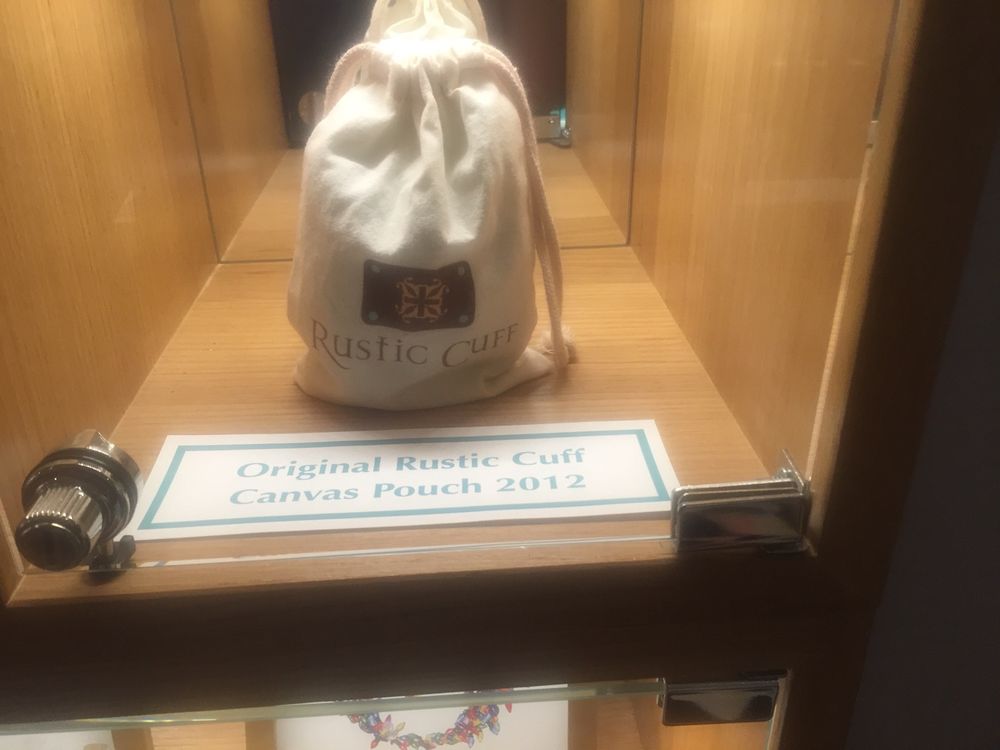 Rustic Cuff
Original Rustic Cuff
Canvas Pouch 2012